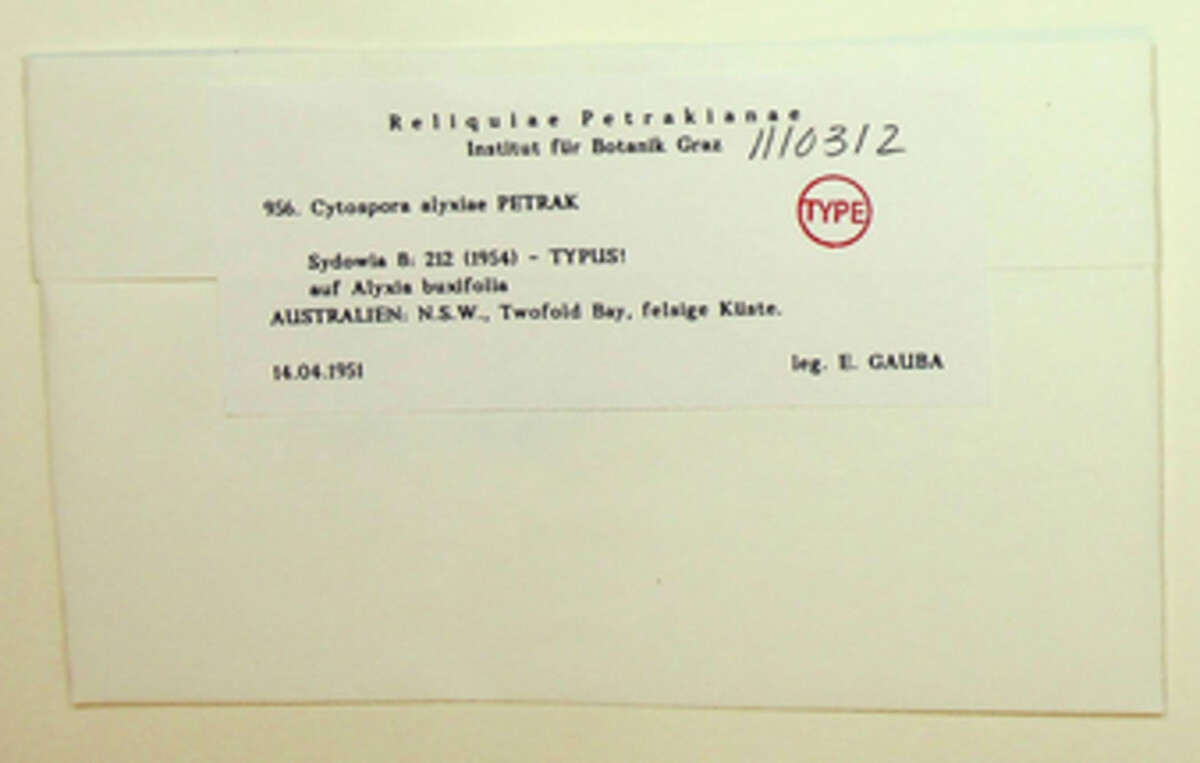 Reliquiae Petrakianae
Institut für Botanik Graz 1110312
956. Cytospora alyxiae PETRAK
TYPE
Sydowia 8: 212 (1954) - TYPUS!
auf Alyxia buxifolia
AUSTRALIEN: N.S.W., Twofold Bay, felsige Küste.
14.04.1951 leg. E. GAUBA